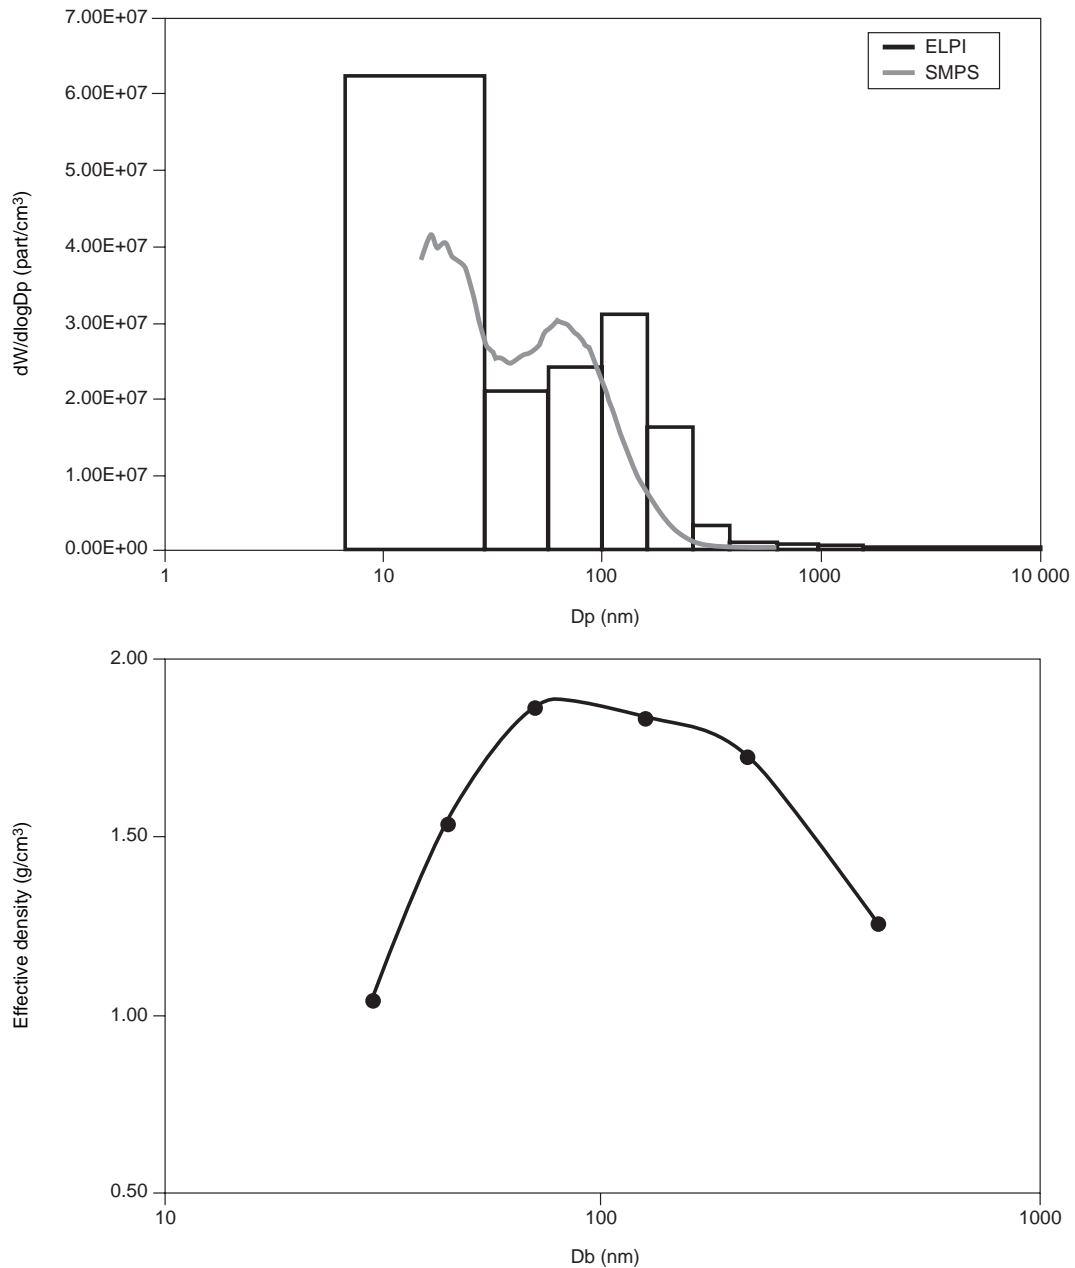 7.00E+07
6.00E+07
5.00E+07
4.00E+07
3.00E+07
2.00E+07
1.00E+07
0.00E+00
dW/dlogDp (part/cm³)
ELPI
SMPS
1 10 100 1000 10 000
Dp (nm)
2.00
1.50
1.00
0.50
Effective density (g/cm³)
10 100 1000
Db (nm)